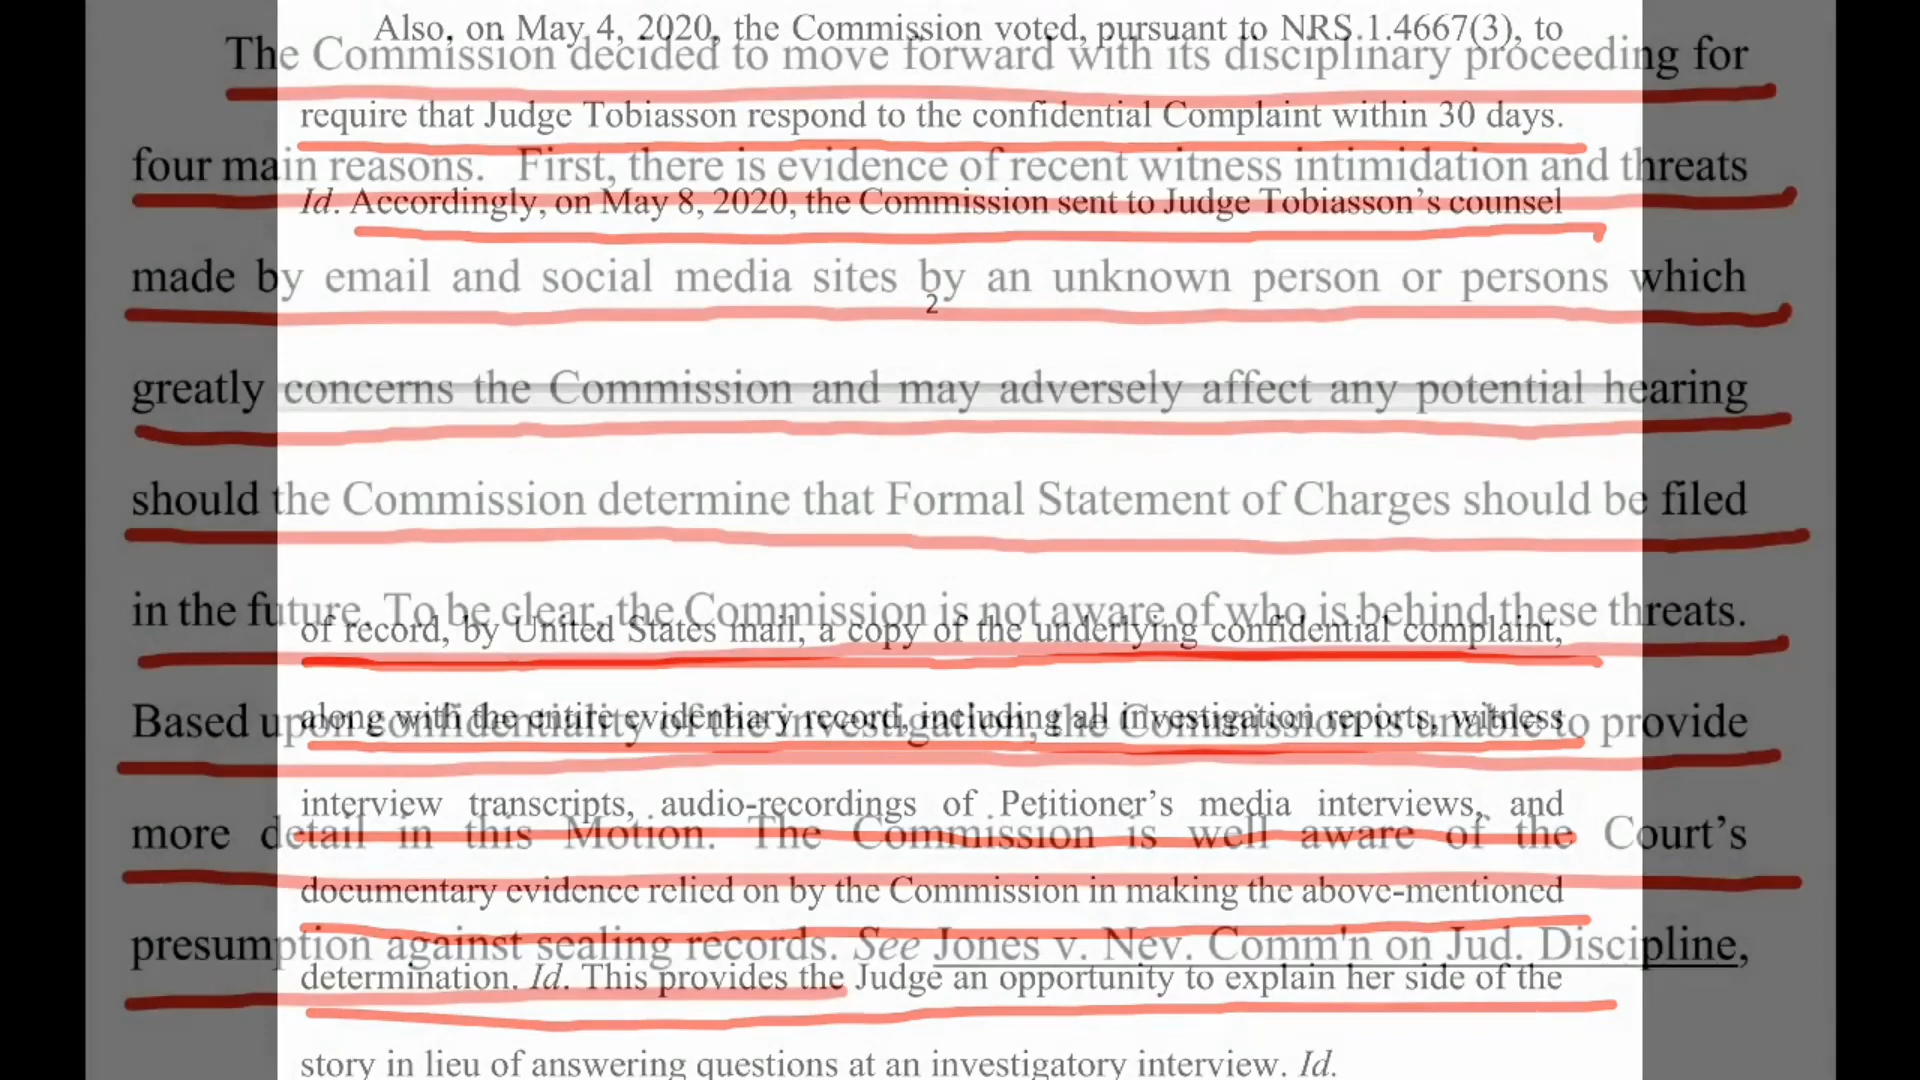 The Commission decided to move forward with its disciplinary proceeding for
four main reasons. First, there is evidence of recent witness intimidation and threats
made by email and social media sites by an unknown person or persons which
greatly concerns the Commission and may adversely affect any potential hearing
should the Commission determine that Formal Statement of Charges should be filed
in the future. To be clear, the Commission is not aware of who is behind these threats.
Based upon confidentiality of the investigation, the Commission is unable to provide
more detail in this Motion. The Commission is well aware of the Court's
presumption against sealing records. See Jones v. Nev. Comm'n on Jud. Discipline,
Also, on May 4, 2020, the Commission voted, pursuant to NRS.1.4667(3), to
require that Judge Tobiasson respond to the confidential Complaint within 30 days.
Id. Accordingly, on May 8, 2020, the Commission sent to Judge Tobiasson's counsel
2
of record, by United States mail, a copy of the underlying confidential complaint,
along with the entire evidentiary record, including all investigation reports, witness
interview transcripts, audio-recordings of Petitioner's media interviews, and
documentary evidence relied on by the Commission in making the above-mentioned
determination. Id. This provides the Judge an opportunity to explain her side of the
story in lieu of answering questions at an investigatory interview. Id.